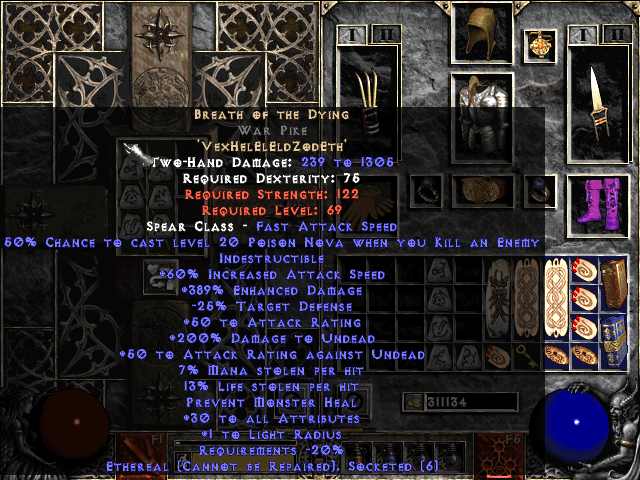 I II
I II
Breath of the Dying
War Pike
'VexHelElEldZodEth'
Two-Hand Damage: 239 to 1305
Required Dexterity: 75
Required Strength: 122
Required Level: 69
Spear Class - Fast Attack Speed
50% Chance to cast level 20 Poison Nova when you Kill an Enemy
Indestructible
+60% Increased Attack Speed
+389% Enhanced Damage
-25% Target Defense
+50 to Attack Rating
+200% Damage to Undead
+50 to Attack Rating against Undead
7% Mana stolen per hit
13% Life stolen per hit
Prevent Monster Heal
+30 to all Attributes
+1 to Light Radius
Requirements -20%
Ethereal (Cannot be Repaired), Socketed (6)
311134
F1
F6